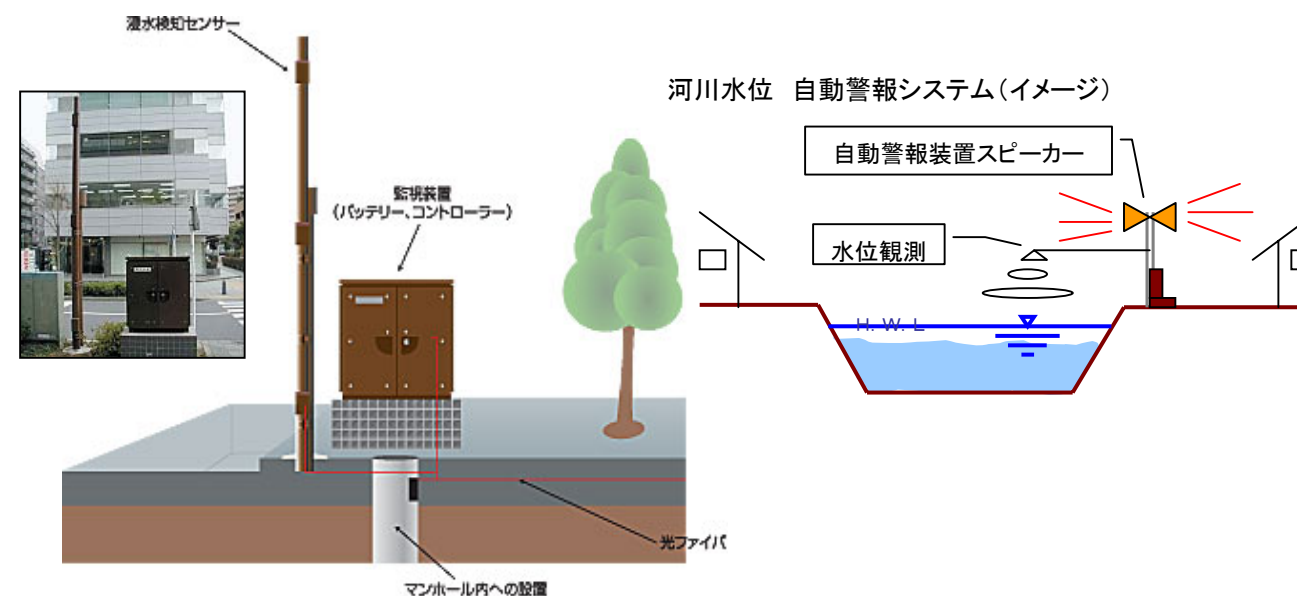 浸水検知センサー
河川水位 自動警報システム(イメージ)
自動警報装置スピーカー
監視装置
(バッテリー、コントローラー)
水位観測
H. W. L
光ファイバ
マンホール内への設置